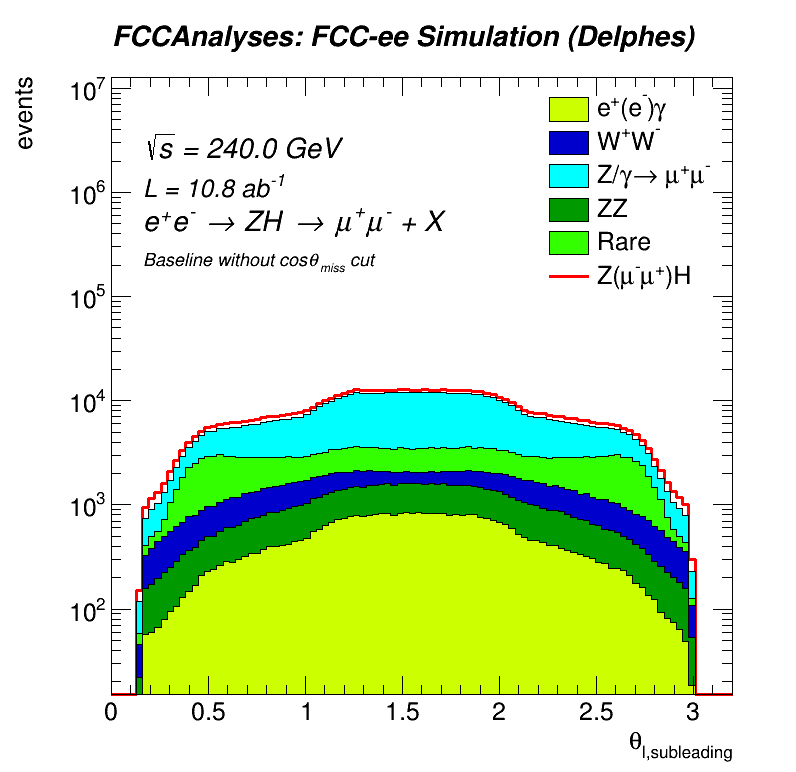 FCCAnalyses: FCC-ee Simulation (Delphes)
events
10⁷
10⁶
10⁵
10⁴
10³
10²
√s = 240.0 GeV
L = 10.8 ab⁻¹
e⁺e⁻ → ZH → μ⁺μ⁻ + X
Baseline without cosθ_miss cut
e⁺(e⁻)γ
W⁺W⁻
Z/γ→ μ⁺μ⁻
ZZ
Rare
Z(μ⁻μ⁺)H
0 0.5 1 1.5 2 2.5 3
θ_l,subleading